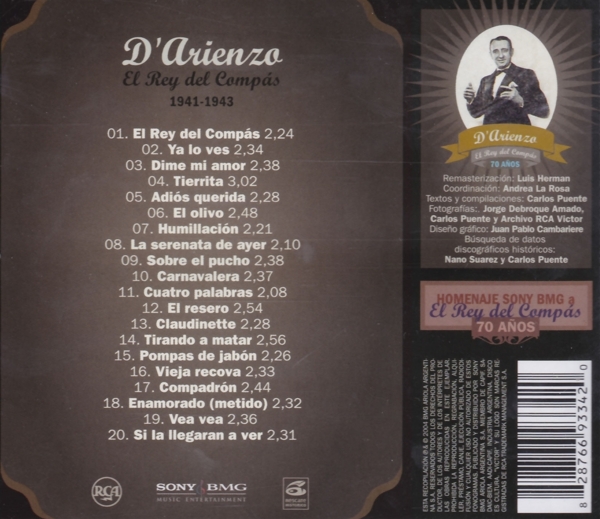 D'Arienzo
El Rey del Compás
1941-1943
01. El Rey del Compás 2,24
02. Ya lo ves 2,34
03. Dime mi amor 2,38
04. Tierrita 3,02
05. Adiós querida 2,28
06. El olivo 2,48
07. Humillación 2,21
08. La serenata de ayer 2,10
09. Sobre el pucho 2,38
10. Carnavalera 2,37
11. Cuatro palabras 2,08
12. El resero 2,54
13. Claudinette 2,28
14. Tirando a matar 2,56
15. Pompas de jabón 2,26
16. Vieja recova 2,33
17. Compadrón 2,44
18. Enamorado (metido) 2,32
19. Vea vea 2,36
20. Si la llegaran a ver 2,31
RCA
SONY BMG
MUSIC ENTERTAINMENT
D'Arienzo
El Rey del Compás
70 AÑOS
Remasterización: Luis Herman
Coordinación: Andrea La Rosa
Textos y compilaciones: Carlos Puente
Fotografías:. Jorge Debroque Amado,
Carlos Puente y Archivo RCA Víctor
Diseño gráfico: Juan Pablo Cambariere
Búsqueda de datos
discográficos históricos:
Nano Suarez y Carlos Puente
HOMENAJE SONY BMG a
El Rey del Compás
70 AÑOS
8 28766 93342 0